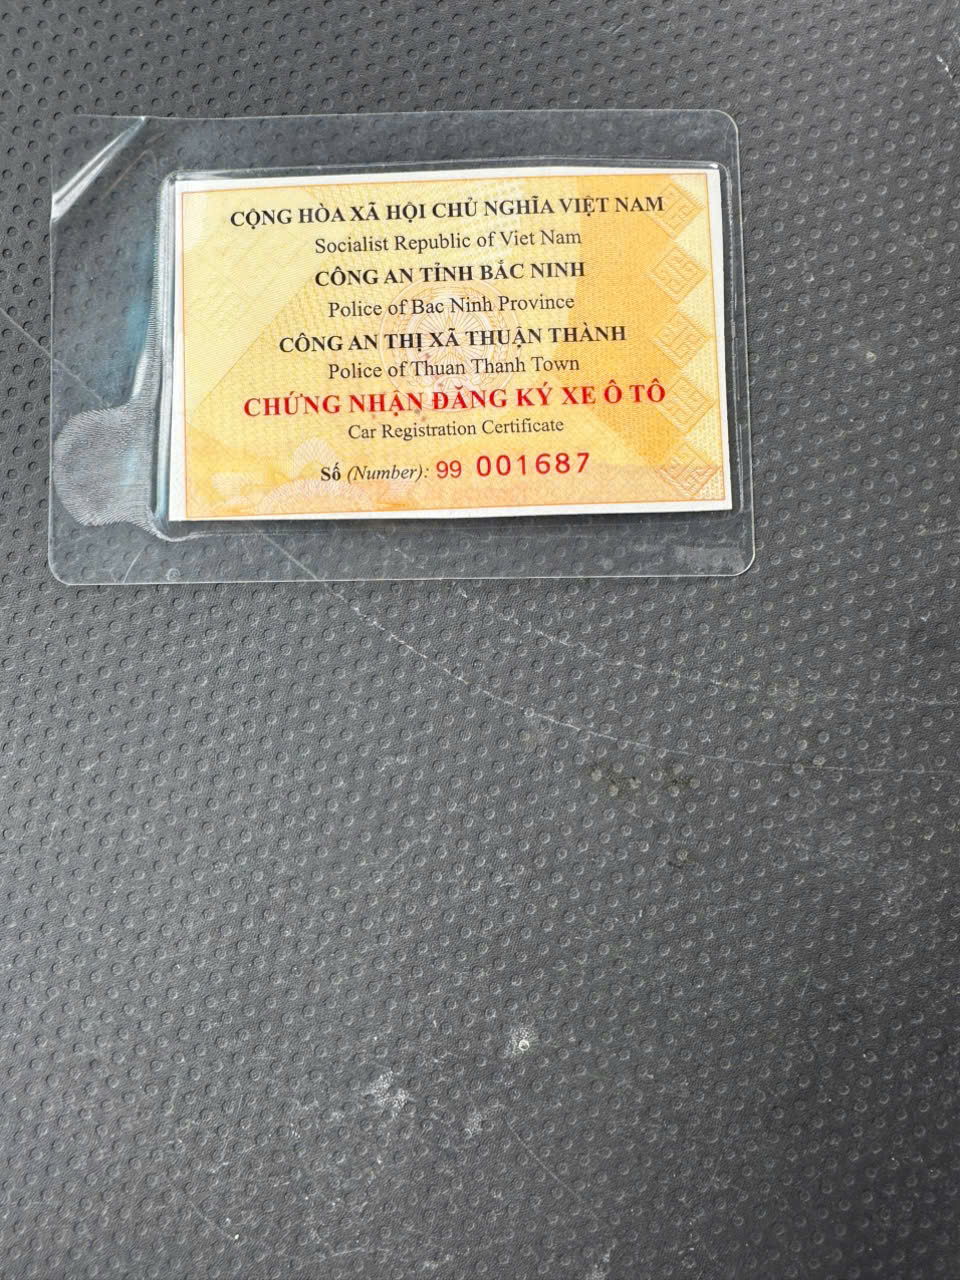 CỘNG HÒA XÃ HỘI CHỦ NGHĨA VIỆT NAM
Socialist Republic of Viet Nam
CÔNG AN TỈNH BẮC NINH
Police of Bac Ninh Province
CÔNG AN THỊ XÃ THUẬN THÀNH
Police of Thuan Thanh Town
CHỨNG NHẬN ĐĂNG KÝ XE Ô TÔ
Car Registration Certificate
Số (Number): 99 001687